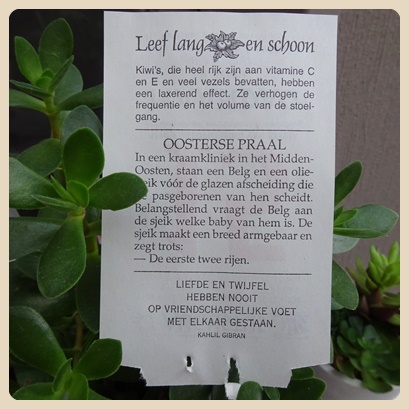 Leef lang en schoon
Kiwi's, die heel rijk zijn aan vitamine C
en E en veel vezels bevatten, hebben
een laxerend effect. Ze verhogen de
frequentie en het volume van de stoel-
gang.
OOSTERSE PRAAL
In een kraamkliniek in het Midden-
Oosten, staan een Belg en een olie-
sjeik vóór de glazen afscheiding die
de pasgeborenen van hen scheidt.
Belangstellend vraagt de Belg aan
de sjeik welke baby van hem is. De
sjeik maakt een breed armgebaar en
zegt trots:
— De eerste twee rijen.
LIEFDE EN TWIJFEL
HEBBEN NOOIT
OP VRIENDSCHAPPELIJKE VOET
MET ELKAAR GESTAAN.
KAHLIL GIBRAN